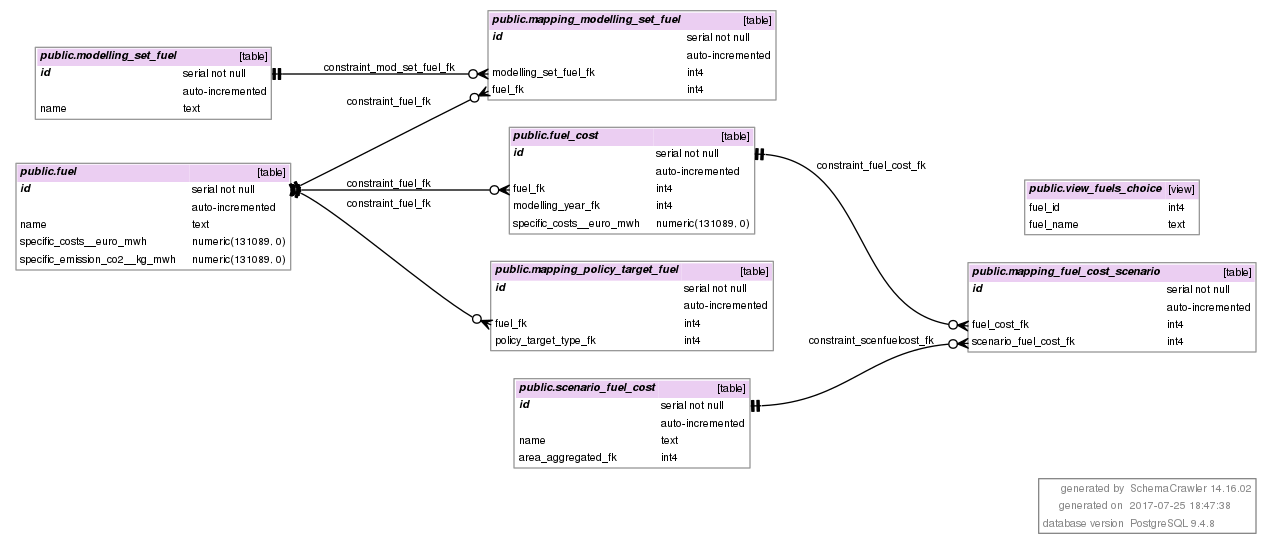 public.mapping_modelling_set_fuel [table]
id serial not null
auto-incremented
modelling_set_fuel_fk int4
fuel_fk int4
public.modelling_set_fuel [table]
id serial not null
auto-incremented
name text
constraint_mod_set_fuel_fk
constraint_fuel_fk
public.fuel_cost [table]
id serial not null
auto-incremented
fuel_fk int4
modelling_year_fk int4
specific_costs__euro_mwh numeric(131089, 0)
public.fuel [table]
id serial not null
auto-incremented
name text
specific_costs__euro_mwh numeric(131089, 0)
specific_emission_co2__kg_mwh numeric(131089, 0)
constraint_fuel_fk
constraint_fuel_fk
constraint_fuel_cost_fk
public.view_fuels_choice [view]
fuel_id int4
fuel_name text
public.mapping_policy_target_fuel [table]
id serial not null
auto-incremented
fuel_fk int4
policy_target_type_fk int4
public.mapping_fuel_cost_scenario [table]
id serial not null
auto-incremented
fuel_cost_fk int4
scenario_fuel_cost_fk int4
constraint_scenfuelcost_fk
public.scenario_fuel_cost [table]
id serial not null
auto-incremented
name text
area_aggregated_fk int4
generated by SchemaCrawler 14.16.02
generated on 2017-07-25 18:47:38
database version PostgreSQL 9.4.8